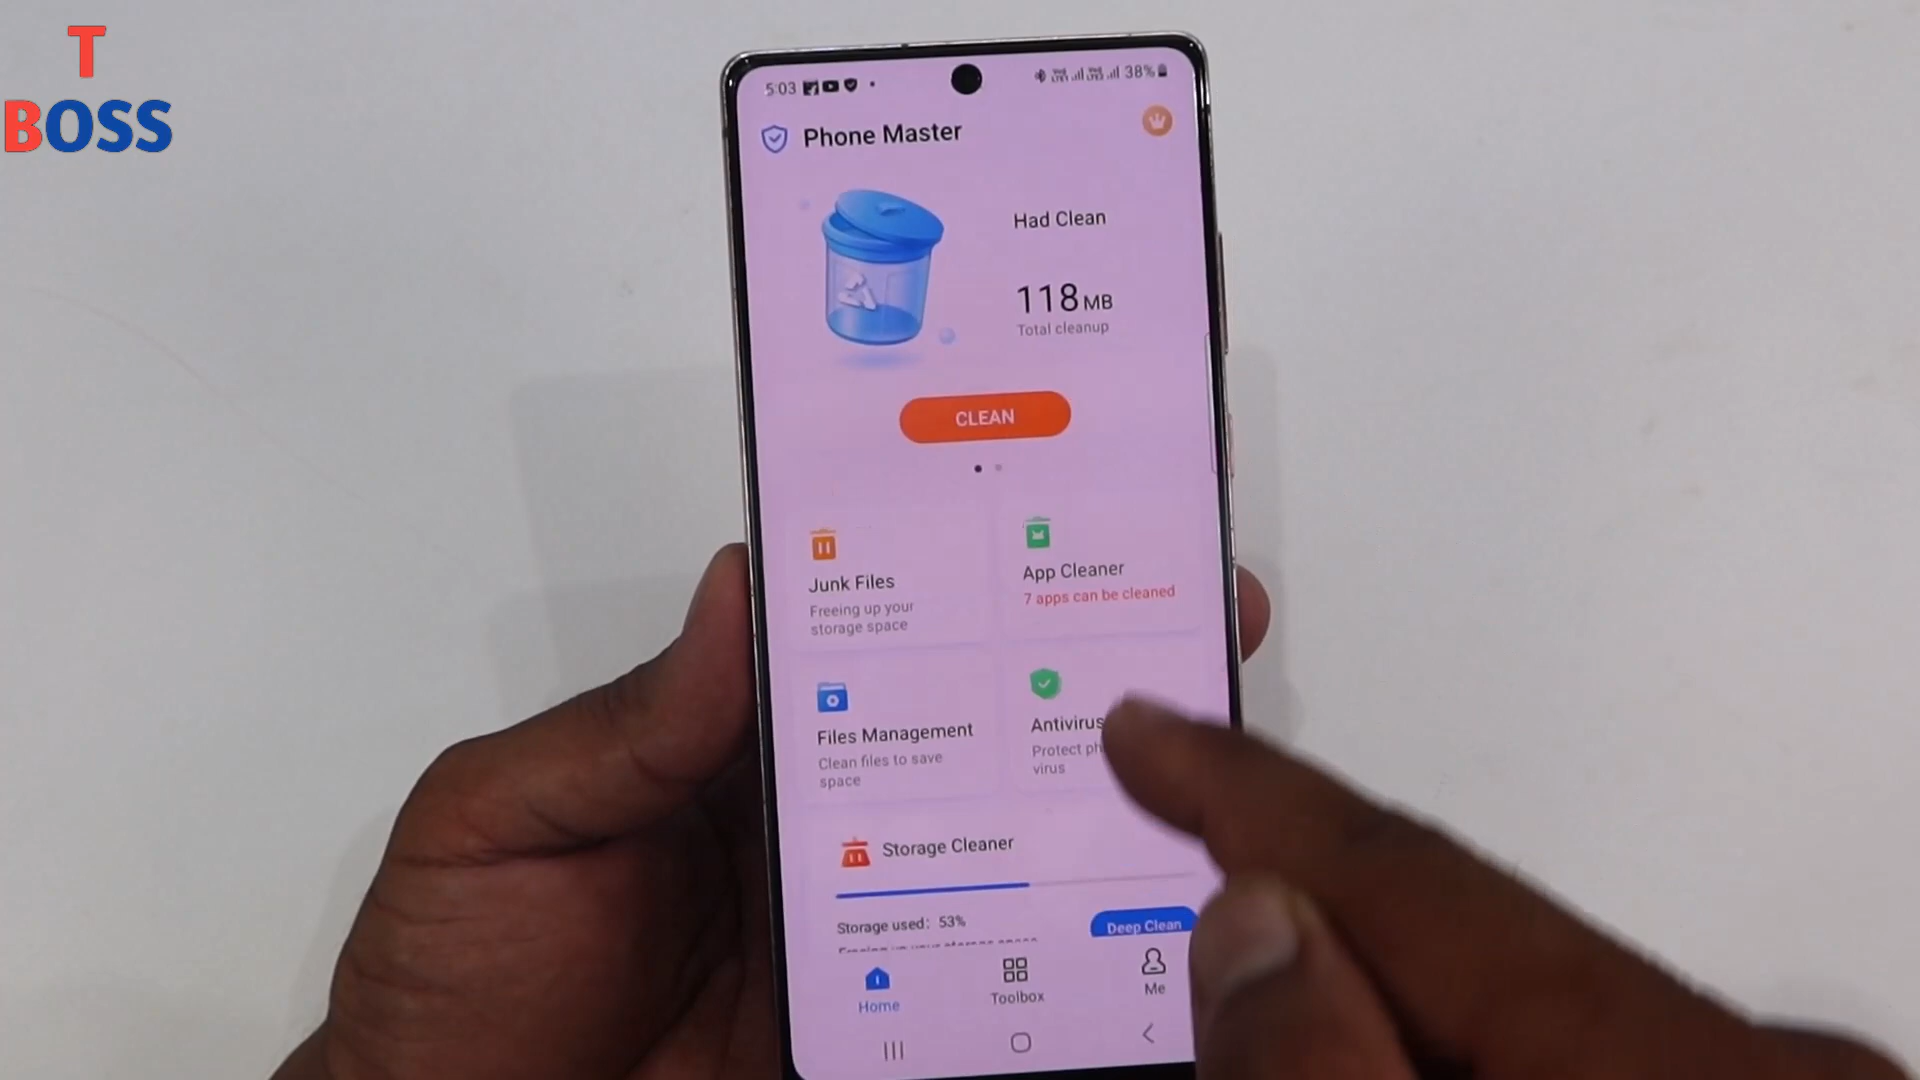 T
BOSS
5:03
38%
Phone Master
Had Clean
118 MB
Total cleanup
CLEAN
Junk Files
Freeing up your
storage space
App Cleaner
7 apps can be cleaned
Files Management
Clean files to save
space
Antivirus
Protect ph
virus
Storage Cleaner
Storage used: 53%
Deep Clean
Home
Toolbox
Me